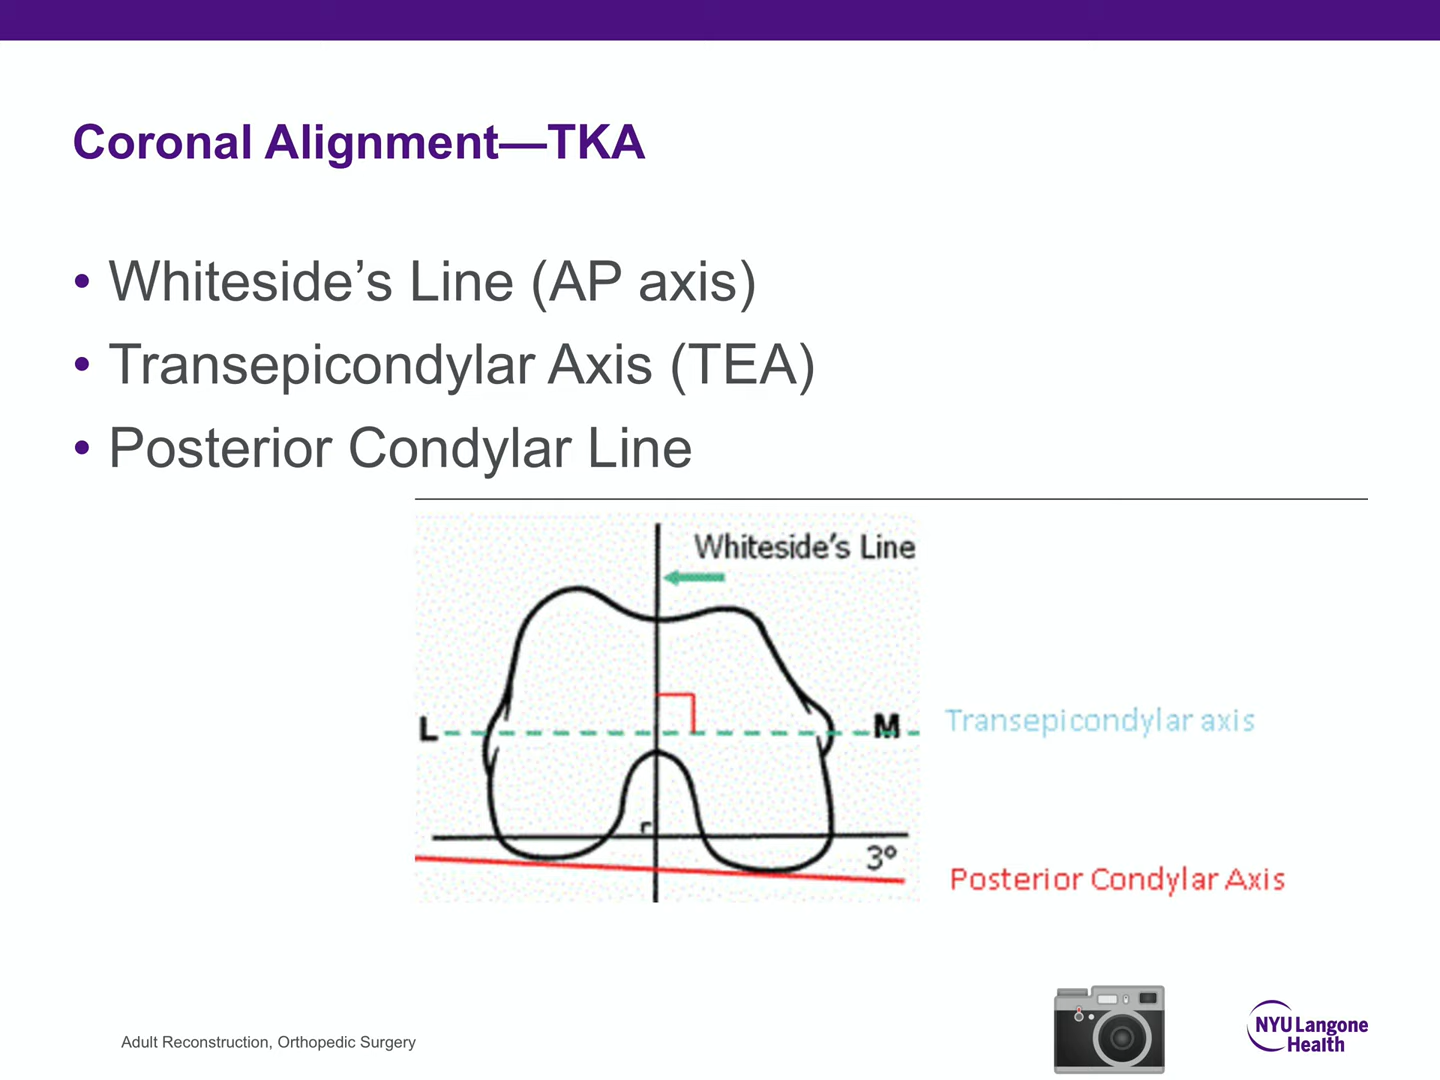 Coronal Alignment—TKA
• Whiteside’s Line (AP axis)
• Transepicondylar Axis (TEA)
• Posterior Condylar Line
Whiteside’s Line
L
M
Transepicondylar axis
3º
Posterior Condylar Axis
Adult Reconstruction, Orthopedic Surgery
NYU Langone
Health